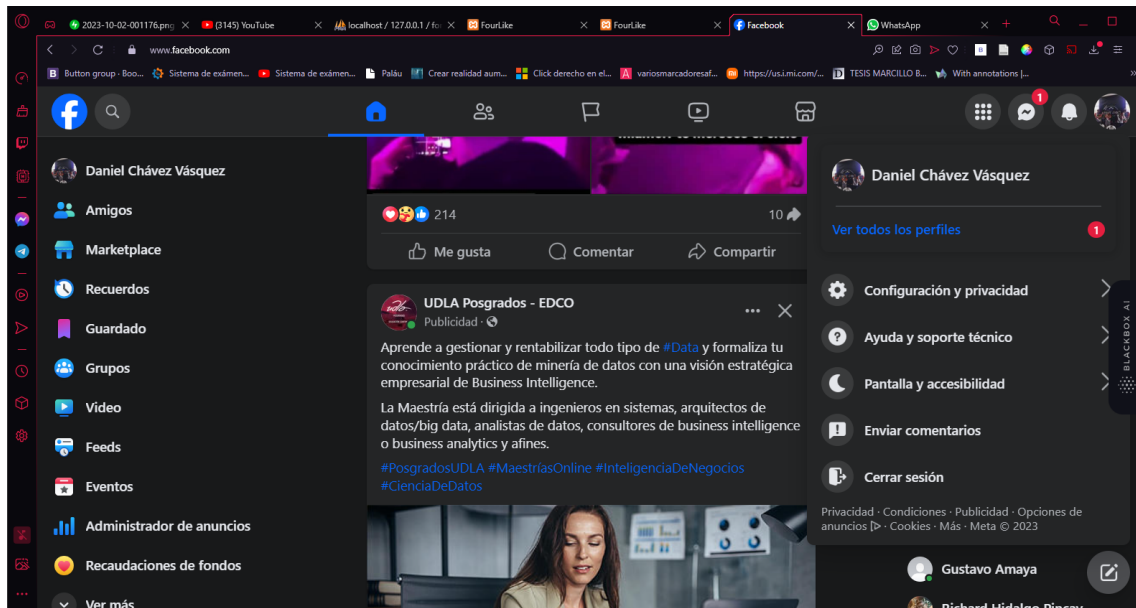 2023-10-02-001176.png
(3145) YouTube
localhost / 127.0.0.1 / for
FourLike
FourLike
Facebook
WhatsApp
www.facebook.com
Button group · Boo...
Sistema de exámen...
Sistema de exámen...
Paláu
Crear realidad aum...
Click derecho en el...
variosmarcadoresaf...
https://us.i.mi.com/...
TESIS MARCILLO B...
With annotations |...
1
Daniel Chávez Vásquez
Amigos
Marketplace
Recuerdos
Guardado
Grupos
Video
Feeds
Eventos
Administrador de anuncios
Recaudaciones de fondos
Ver más
214
10
Me gusta
Comentar
Compartir
UDLA Posgrados - EDCO
Publicidad ·
Aprende a gestionar y rentabilizar todo tipo de #Data y formaliza tu
conocimiento práctico de minería de datos con una visión estratégica
empresarial de Business Intelligence.
La Maestría está dirigida a ingenieros en sistemas, arquitectos de
datos/big data, analistas de datos, consultores de business intelligence
o business analytics y afines.
#PosgradosUDLA #MaestríasOnline #InteligenciaDeNegocios
#CienciaDeDatos
Daniel Chávez Vásquez
Ver todos los perfiles
1
Configuración y privacidad
Ayuda y soporte técnico
Pantalla y accesibilidad
Enviar comentarios
Cerrar sesión
Privacidad · Condiciones · Publicidad · Opciones de
anuncios · Cookies · Más · Meta © 2023
BLACKBOX AI
Gustavo Amaya
Richard Hidalgo Pincay